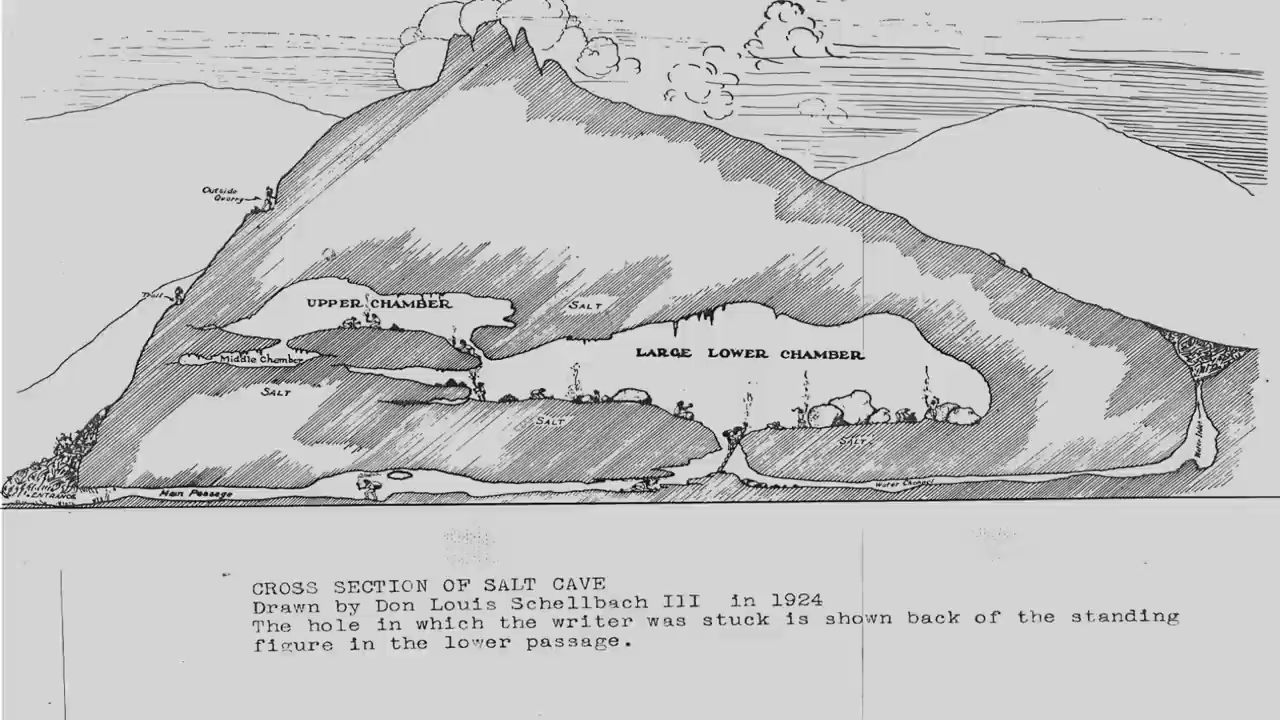 Outside
Quarry
Trail
UPPER CHAMBER
SALT
LARGE LOWER CHAMBER
Middle Chamber
SALT
SALT
SALT
ENTRANCE
Main Passage
Water Channel
Water Inlet
CROSS SECTION OF SALT CAVE
Drawn by Don Louis Schellbach III in 1924
The hole in which the writer was stuck is shown back of the standing
figure in the lower passage.